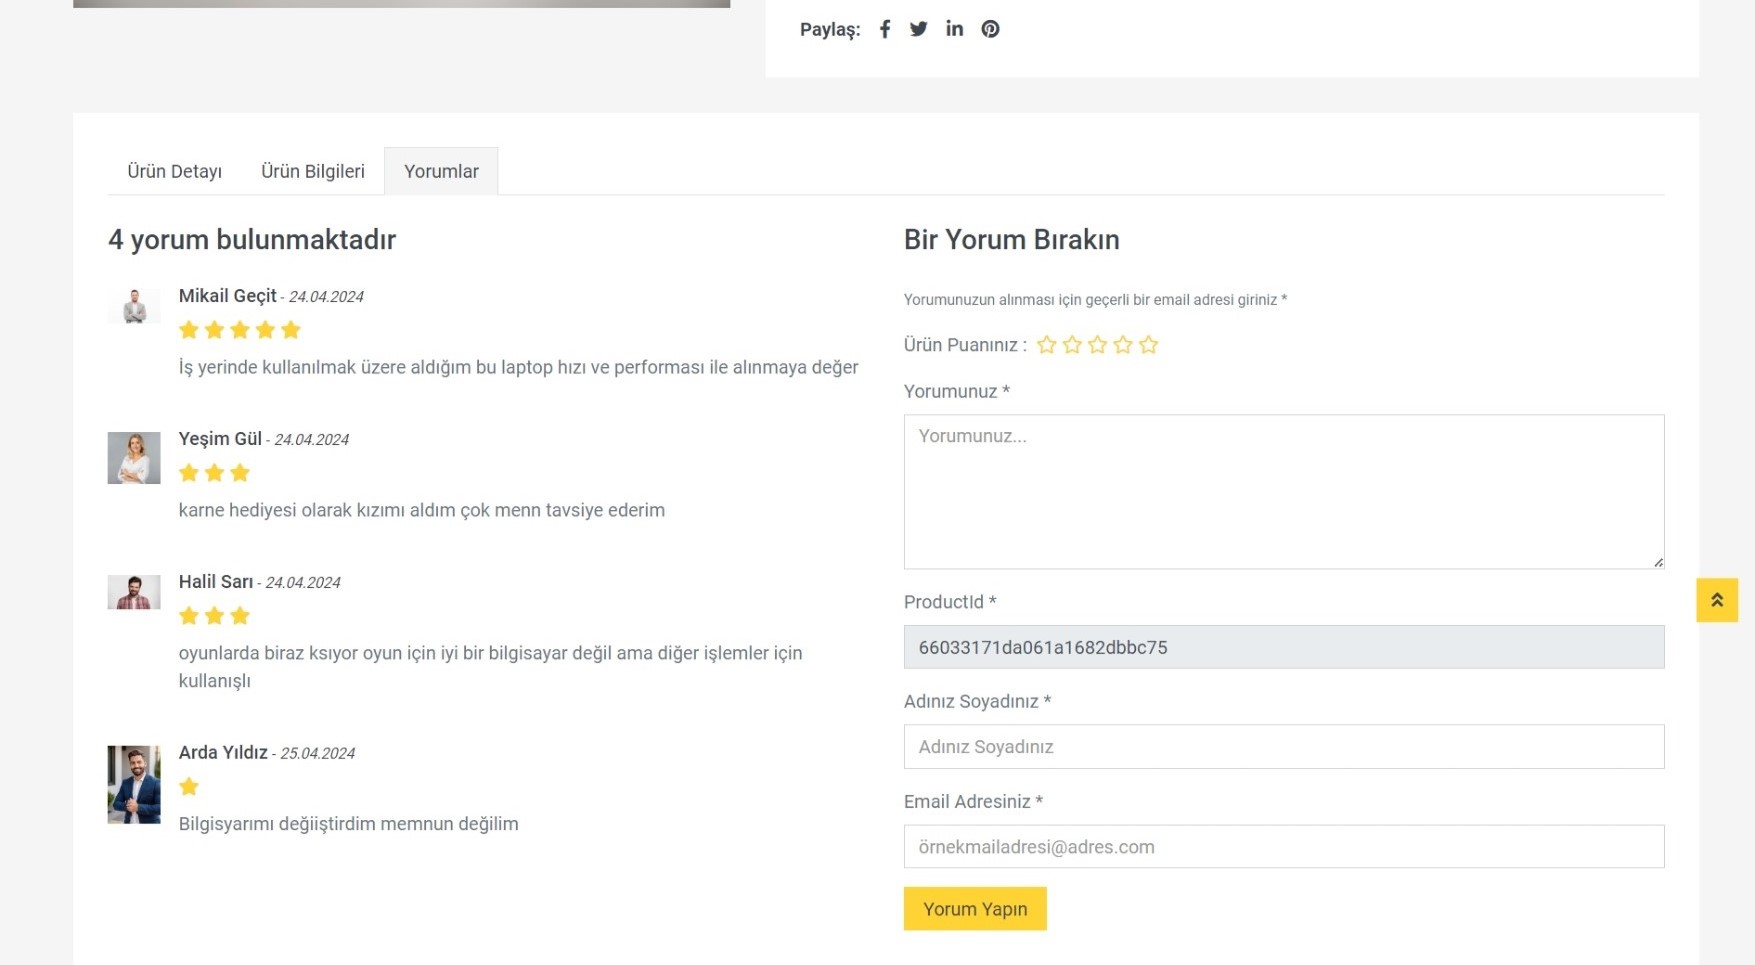 Paylaş:
Ürün Detayı
Ürün Bilgileri
Yorumlar
4 yorum bulunmaktadır
Mikail Geçit - 24.04.2024
İş yerinde kullanılmak üzere aldığım bu laptop hızı ve performası ile alınmaya değer
Yeşim Gül - 24.04.2024
karne hediyesi olarak kızımı aldım çok menn tavsiye ederim
Halil Sarı - 24.04.2024
oyunlarda biraz ksıyor oyun için iyi bir bilgisayar değil ama diğer işlemler için
kullanışlı
Arda Yıldız - 25.04.2024
Bilgisyarımı değiiştirdim memnun değilim
Bir Yorum Bırakın
Yorumunuzun alınması için geçerli bir email adresi giriniz *
Ürün Puanınız :
Yorumunuz *
Yorumunuz...
ProductId *
66033171da061a1682dbbc75
Adınız Soyadınız *
Adınız Soyadınız
Email Adresiniz *
örnekmailadresi@adres.com
Yorum Yapın